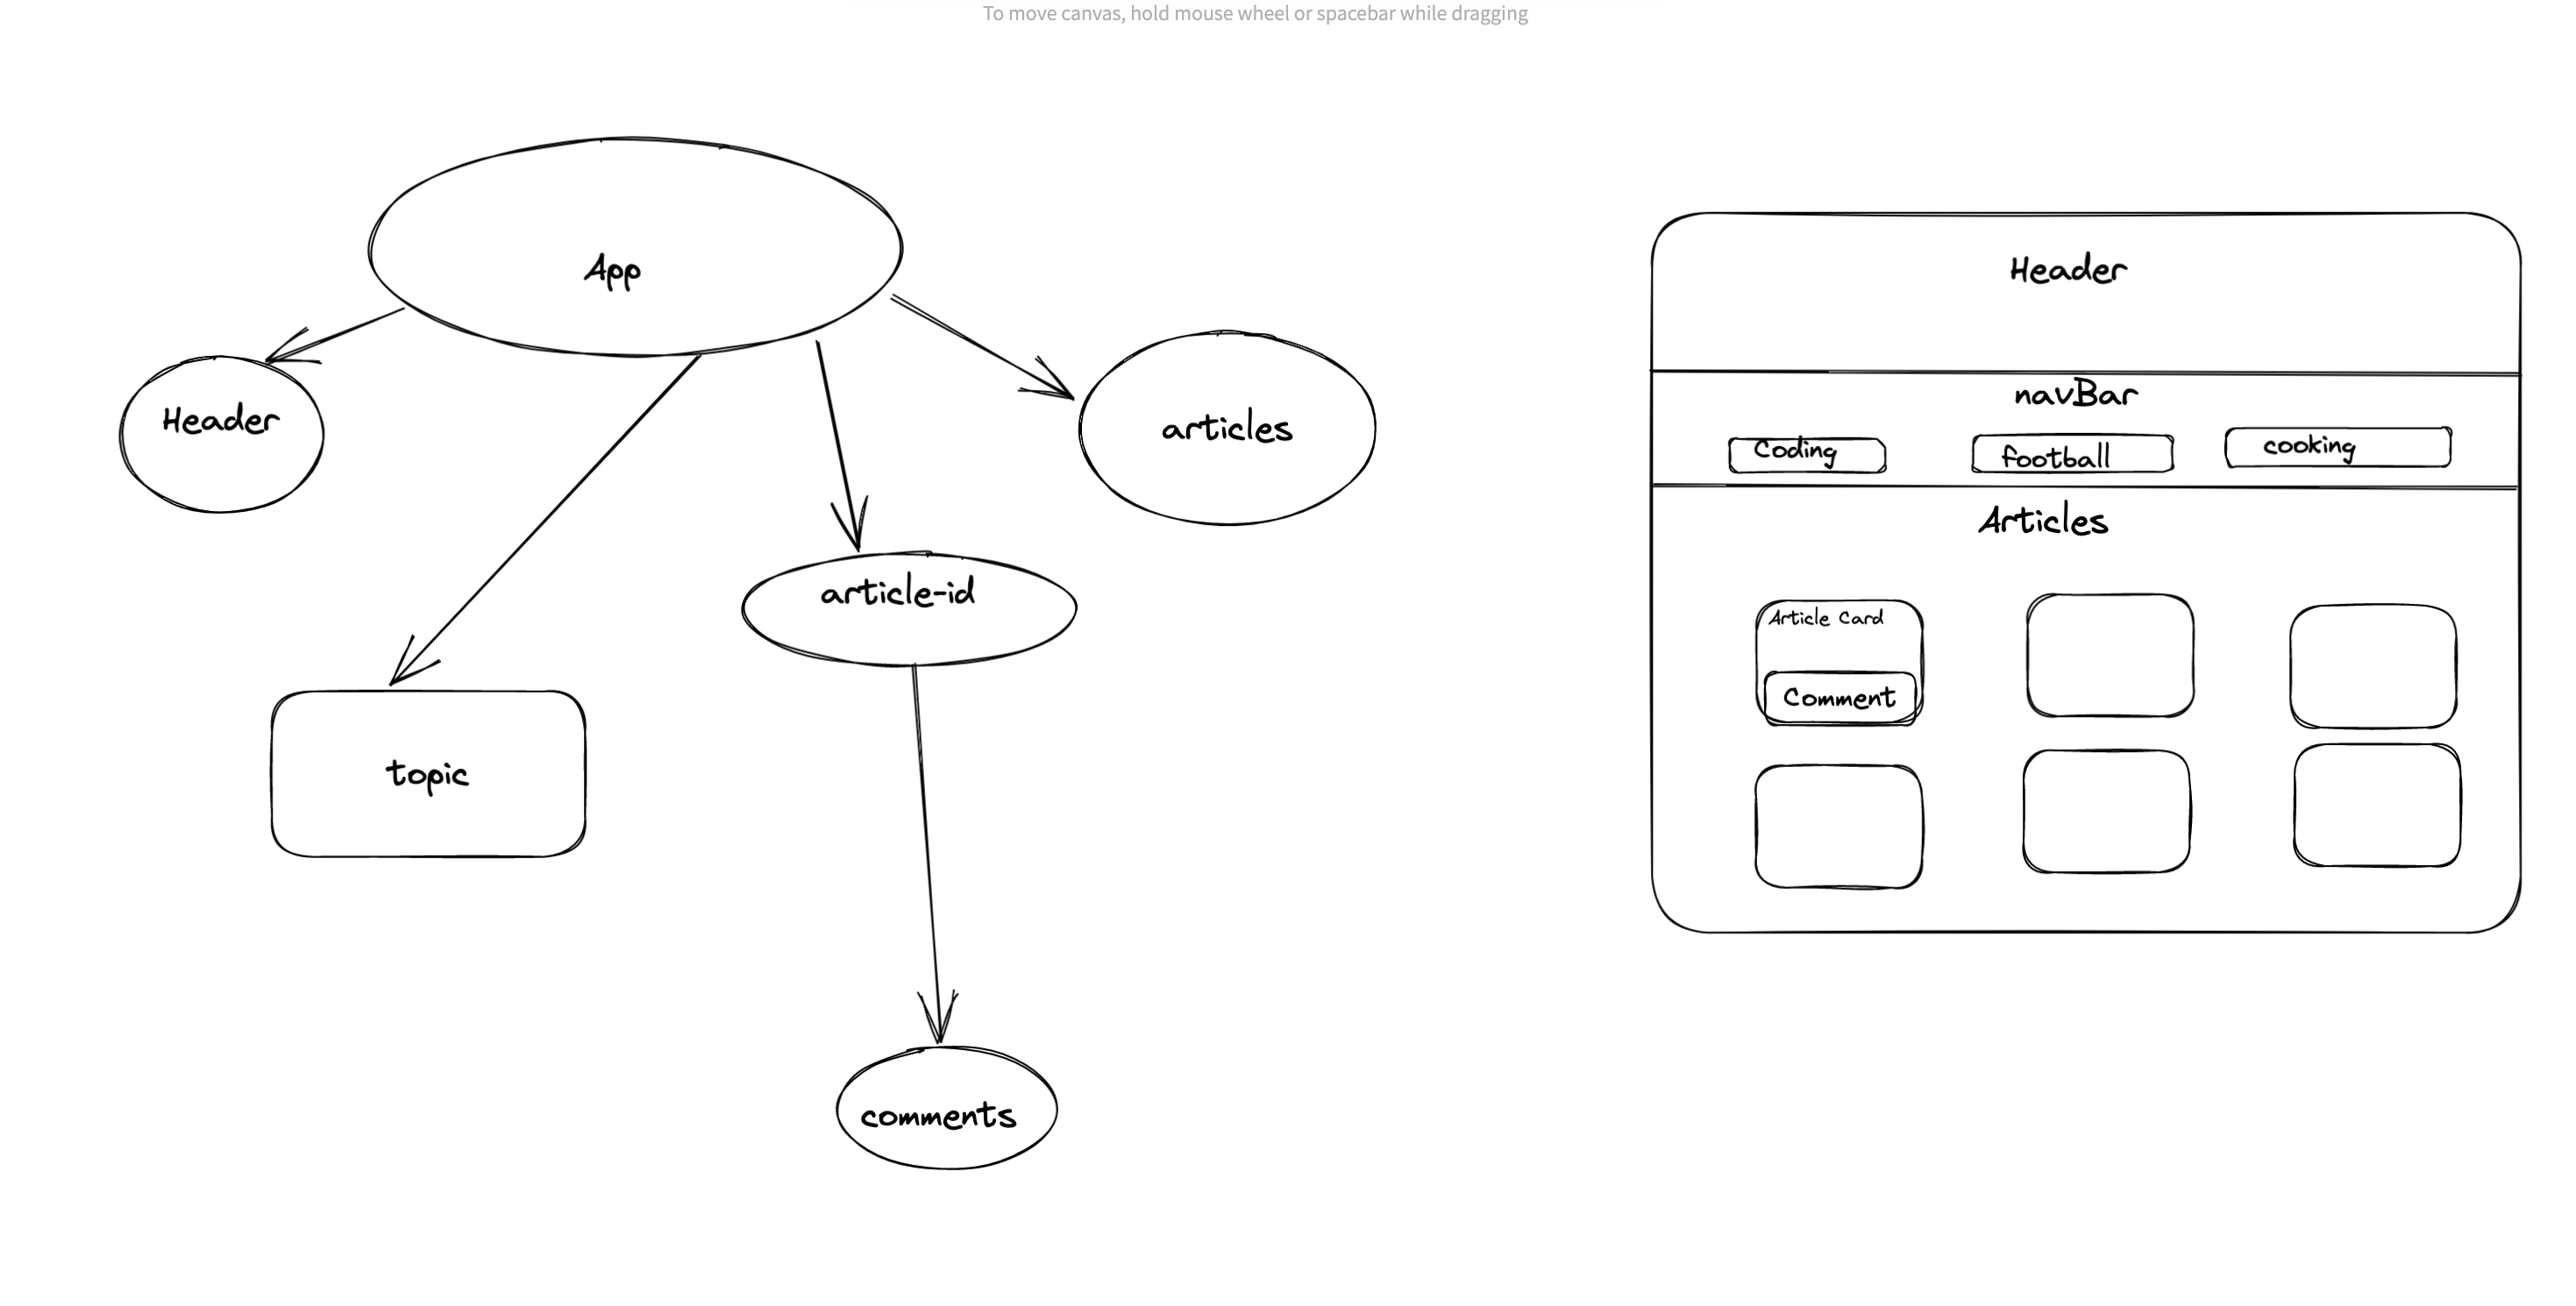 To move canvas, hold mouse wheel or spacebar while dragging
App
Header
articles
article-id
topic
comments
Header
navBar
Coding
football
cooking
Articles
Article Card
Comment